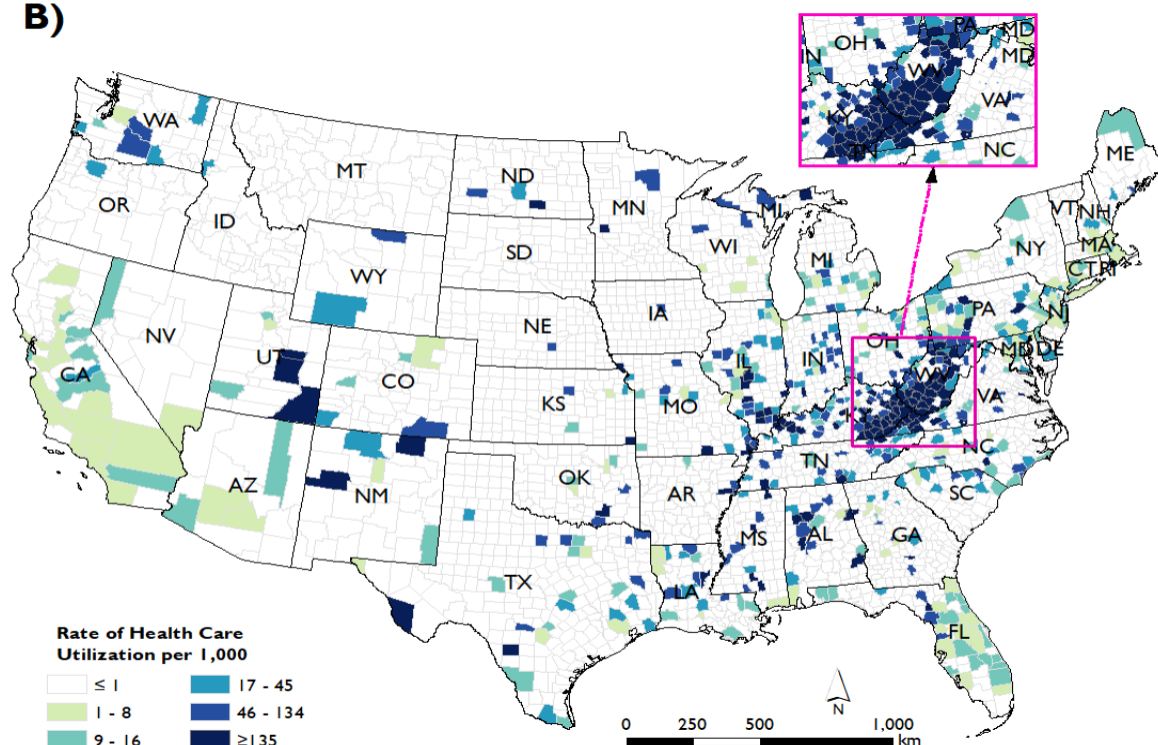 B)
OH
PA
MD
IN
WV
MD
VA
KY
TN
NC
WA
MT
ND
MN
ME
OR
ID
WI
MI
VT
NH
NY
MA
SD
WY
MI
CT
RI
IA
PA
NJ
NV
NE
OH
UT
IL
IN
MD
DE
CA
CO
WV
KS
MO
VA
KY
NC
TN
OK
AZ
NM
AR
SC
MS
AL
GA
TX
LA
FL
Rate of Health Care
Utilization per 1,000
≤ 1
17 - 45
1 - 8
46 - 134
9 - 16
≥135
N
0 250 500 1,000
km